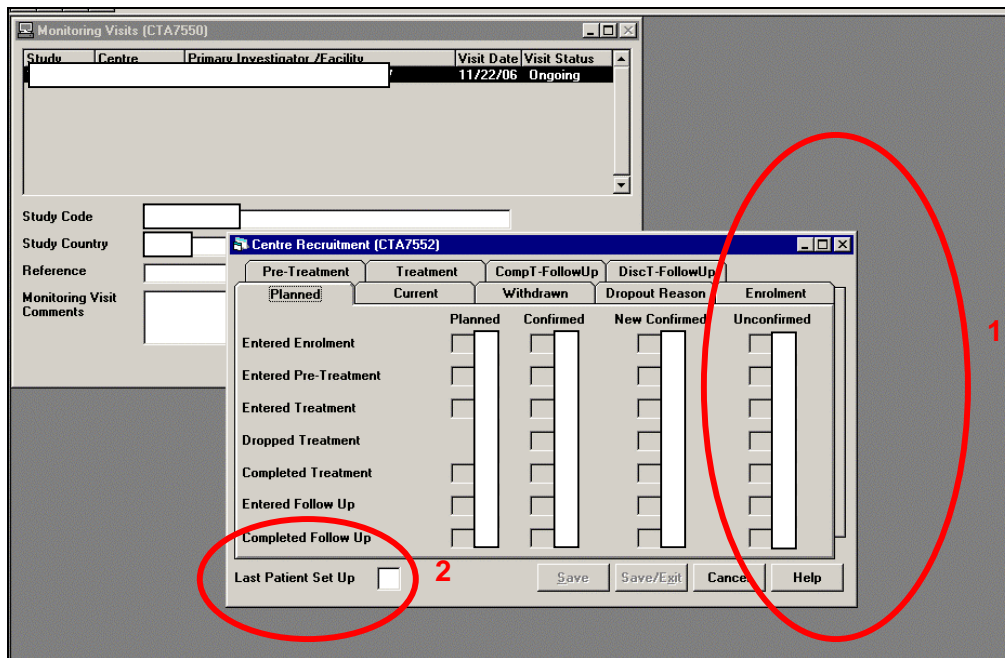 Monitoring Visits (CTA7550)
Study Centre Primary Investigator /Facility Visit Date Visit Status
11/22/06 Ongoing
Study Code
Study Country
Reference
Monitoring Visit
Comments
Centre Recruitment (CTA7552)
Pre-Treatment Treatment CompT-FollowUp DiscT-FollowUp
Planned Current Withdrawn Dropout Reason Enrolment
Planned Confirmed New Confirmed Unconfirmed
Entered Enrolment
Entered Pre-Treatment
Entered Treatment
Dropped Treatment
Completed Treatment
Entered Follow Up
Completed Follow Up
Last Patient Set Up
Save Save/Exit Cancel Help
1
2